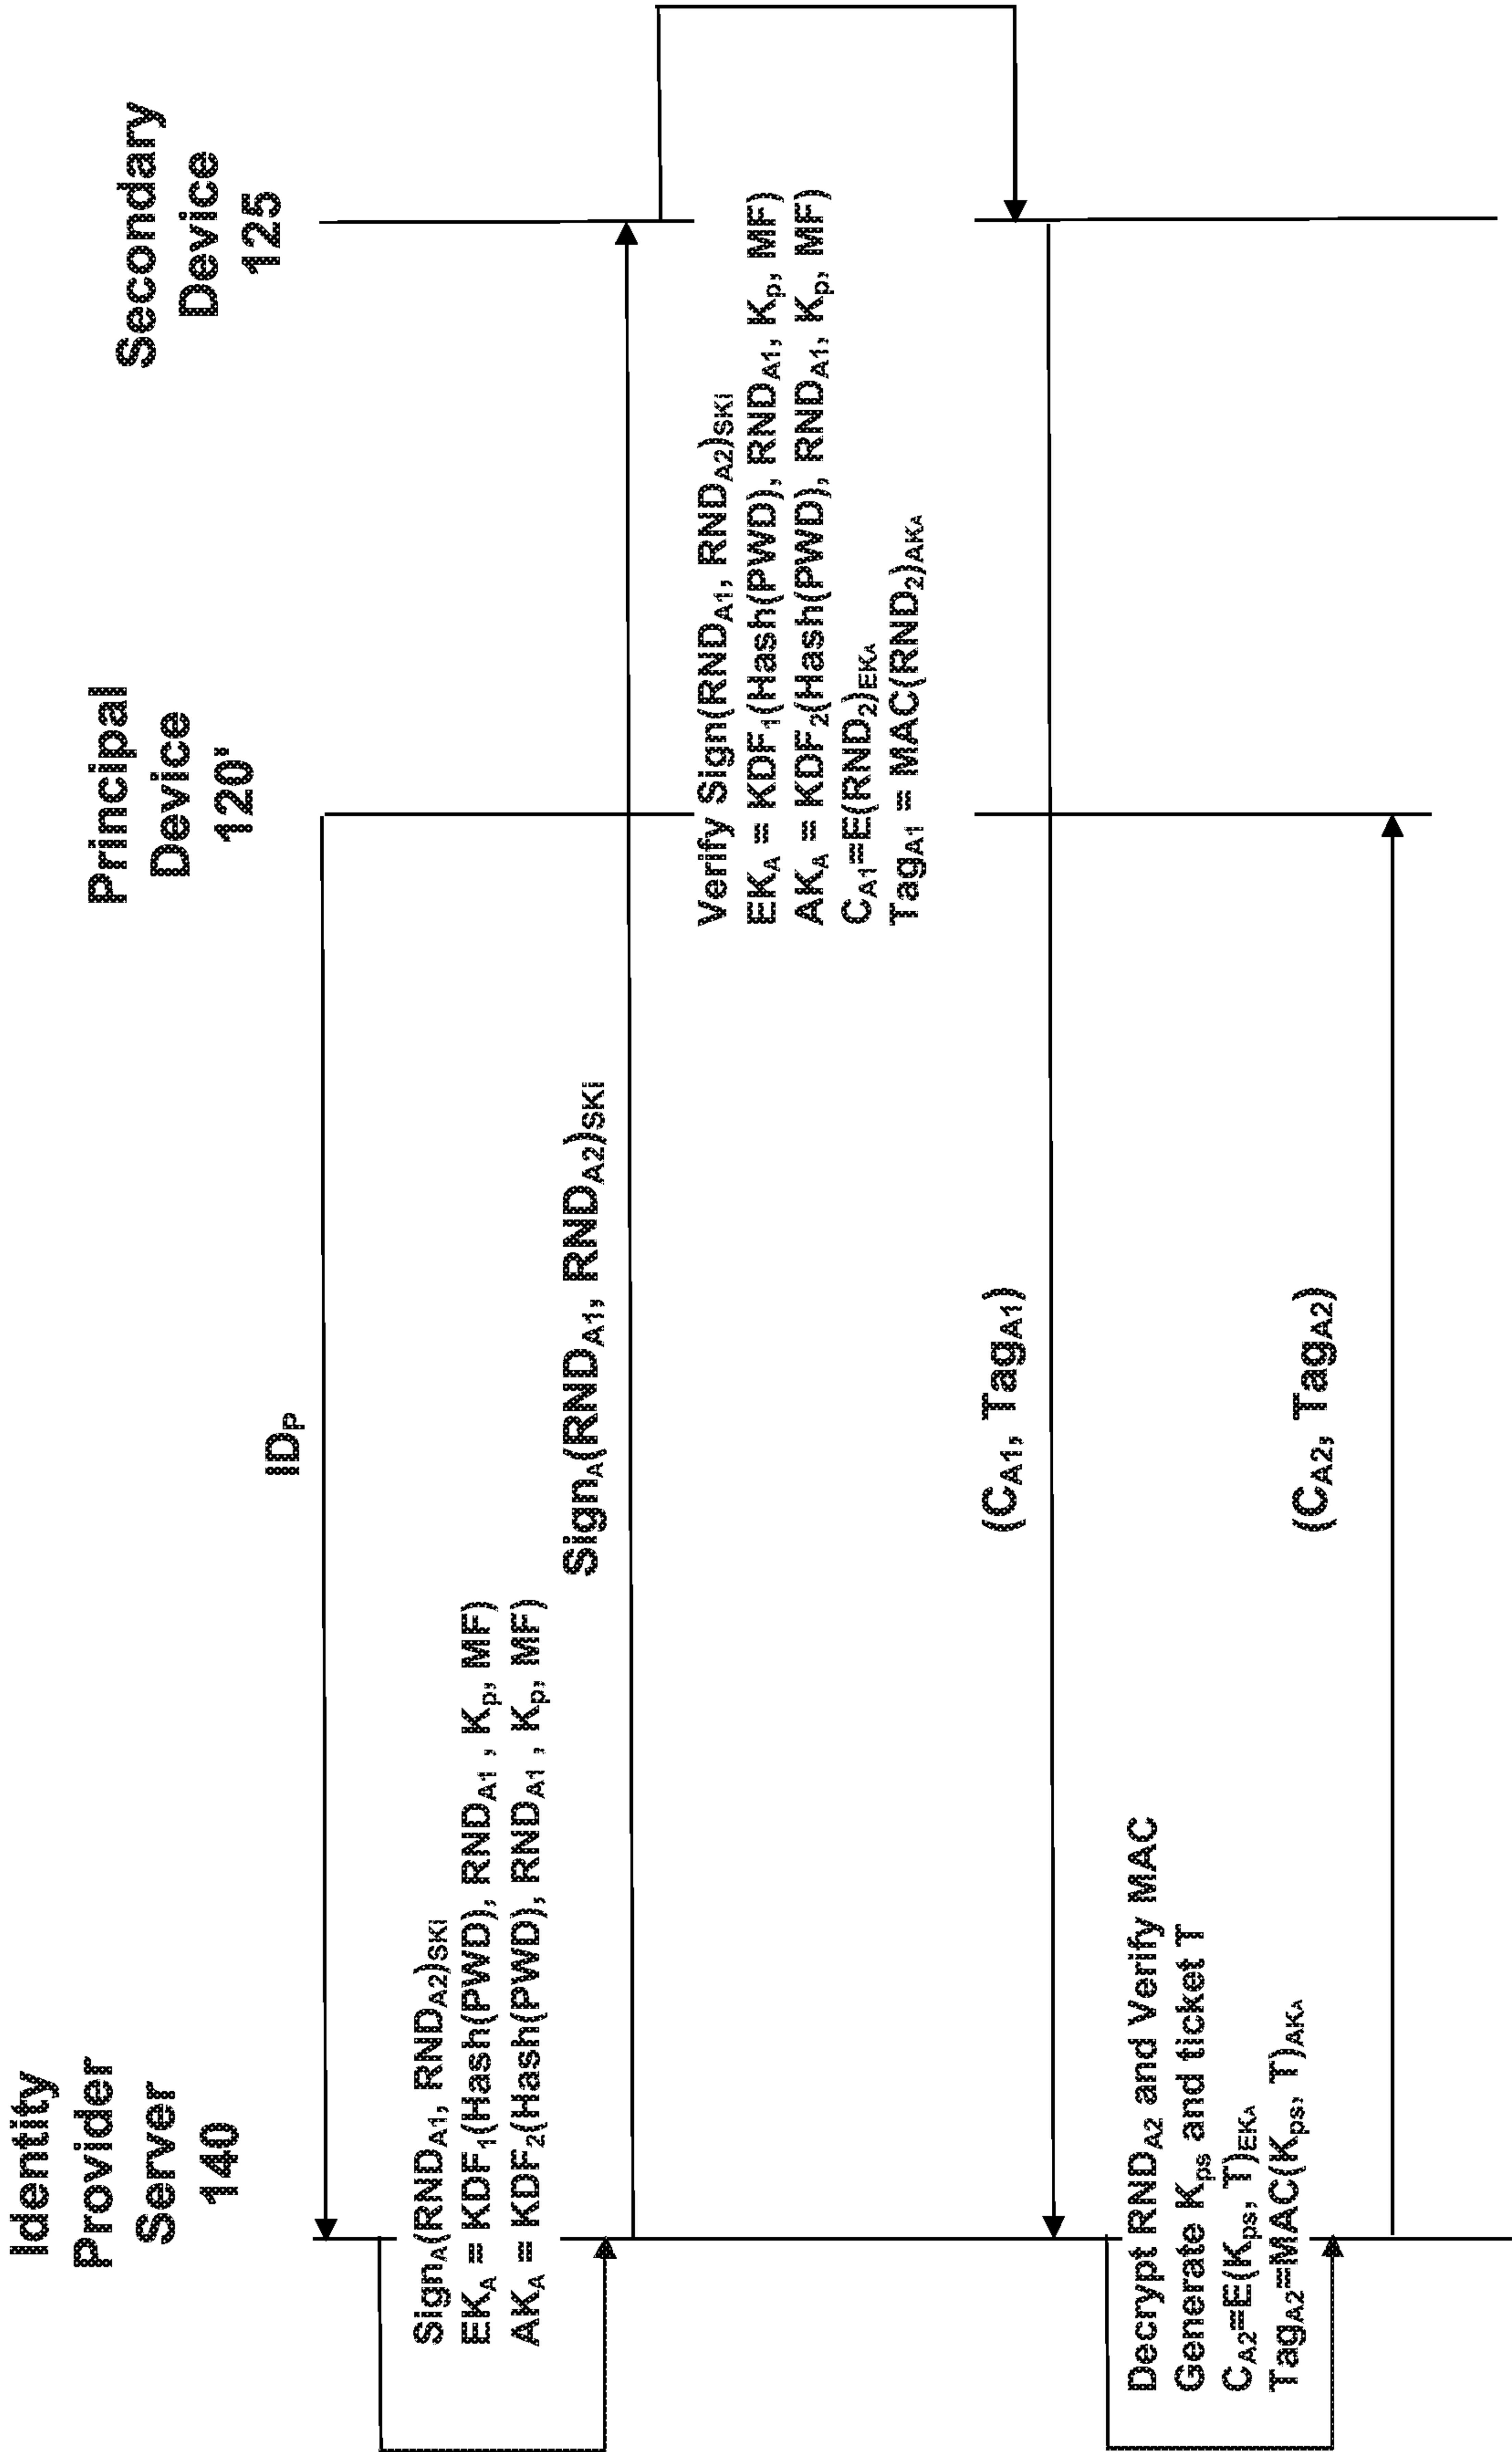 Identity
Provider
Server
140
Principal
Device
120'
Secondary
Device
125
IDP
SignA(RNDA1, RNDA2)SKI
EKA = KDF1(Hash(PWD), RNDA1, Kp, MF)
AKA = KDF2(Hash(PWD), RNDA1, Kp, MF)
SignA(RNDA1, RNDA2)SKI
Verify Sign(RNDA1, RNDA2)SKI
EKA = KDF1(Hash(PWD), RNDA1, Kp, MF)
AKA = KDF2(Hash(PWD), RNDA1, Kp, MF)
CA1=E(RND2)EKA
TagA1 = MAC(RND2)AKA
(CA1, TagA1)
Decrypt RNDA2 and Verify MAC
Generate Kps and ticket T
CA2=E(Kps, T)EKA
TagA2=MAC(Kps, T)AKA
(CA2, TagA2)